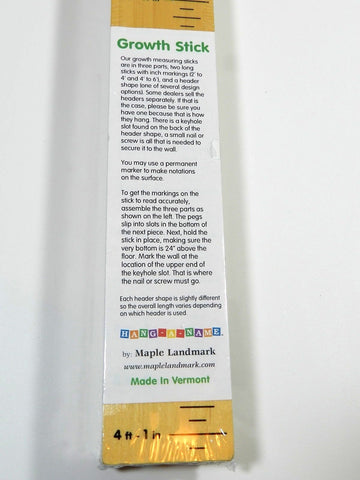 Growth Stick
Our growth measuring sticks
are in three parts; two long
sticks with inch markings (2' to
4' and 4' to 6'), and a header
shape (one of several design
options). Some dealers sell the
headers separately. If that is
the case, please be sure you
have one because that is how
they hang. There is a keyhole
slot found on the back of the
header shape, a small nail or
screw is all that is needed to
secure it to the wall.
You may use a permanent
marker to make notations
on the surface.
To get the markings on the
stick to read accurately,
assemble the three parts as
shown on the left. The pegs
slip into slots in the bottom of
the next piece. Next, hold the
stick in place, making sure the
very bottom is 24" above the
floor. Mark the wall at the
location of the upper end of
the keyhole slot. That is where
the nail or screw must go.
Each header shape is slightly different
so the overall length varies depending
on which header is used.
HANG-A-NAME
by: Maple Landmark
www.maplelandmark.com
Made In Vermont
4 ft - 1 in